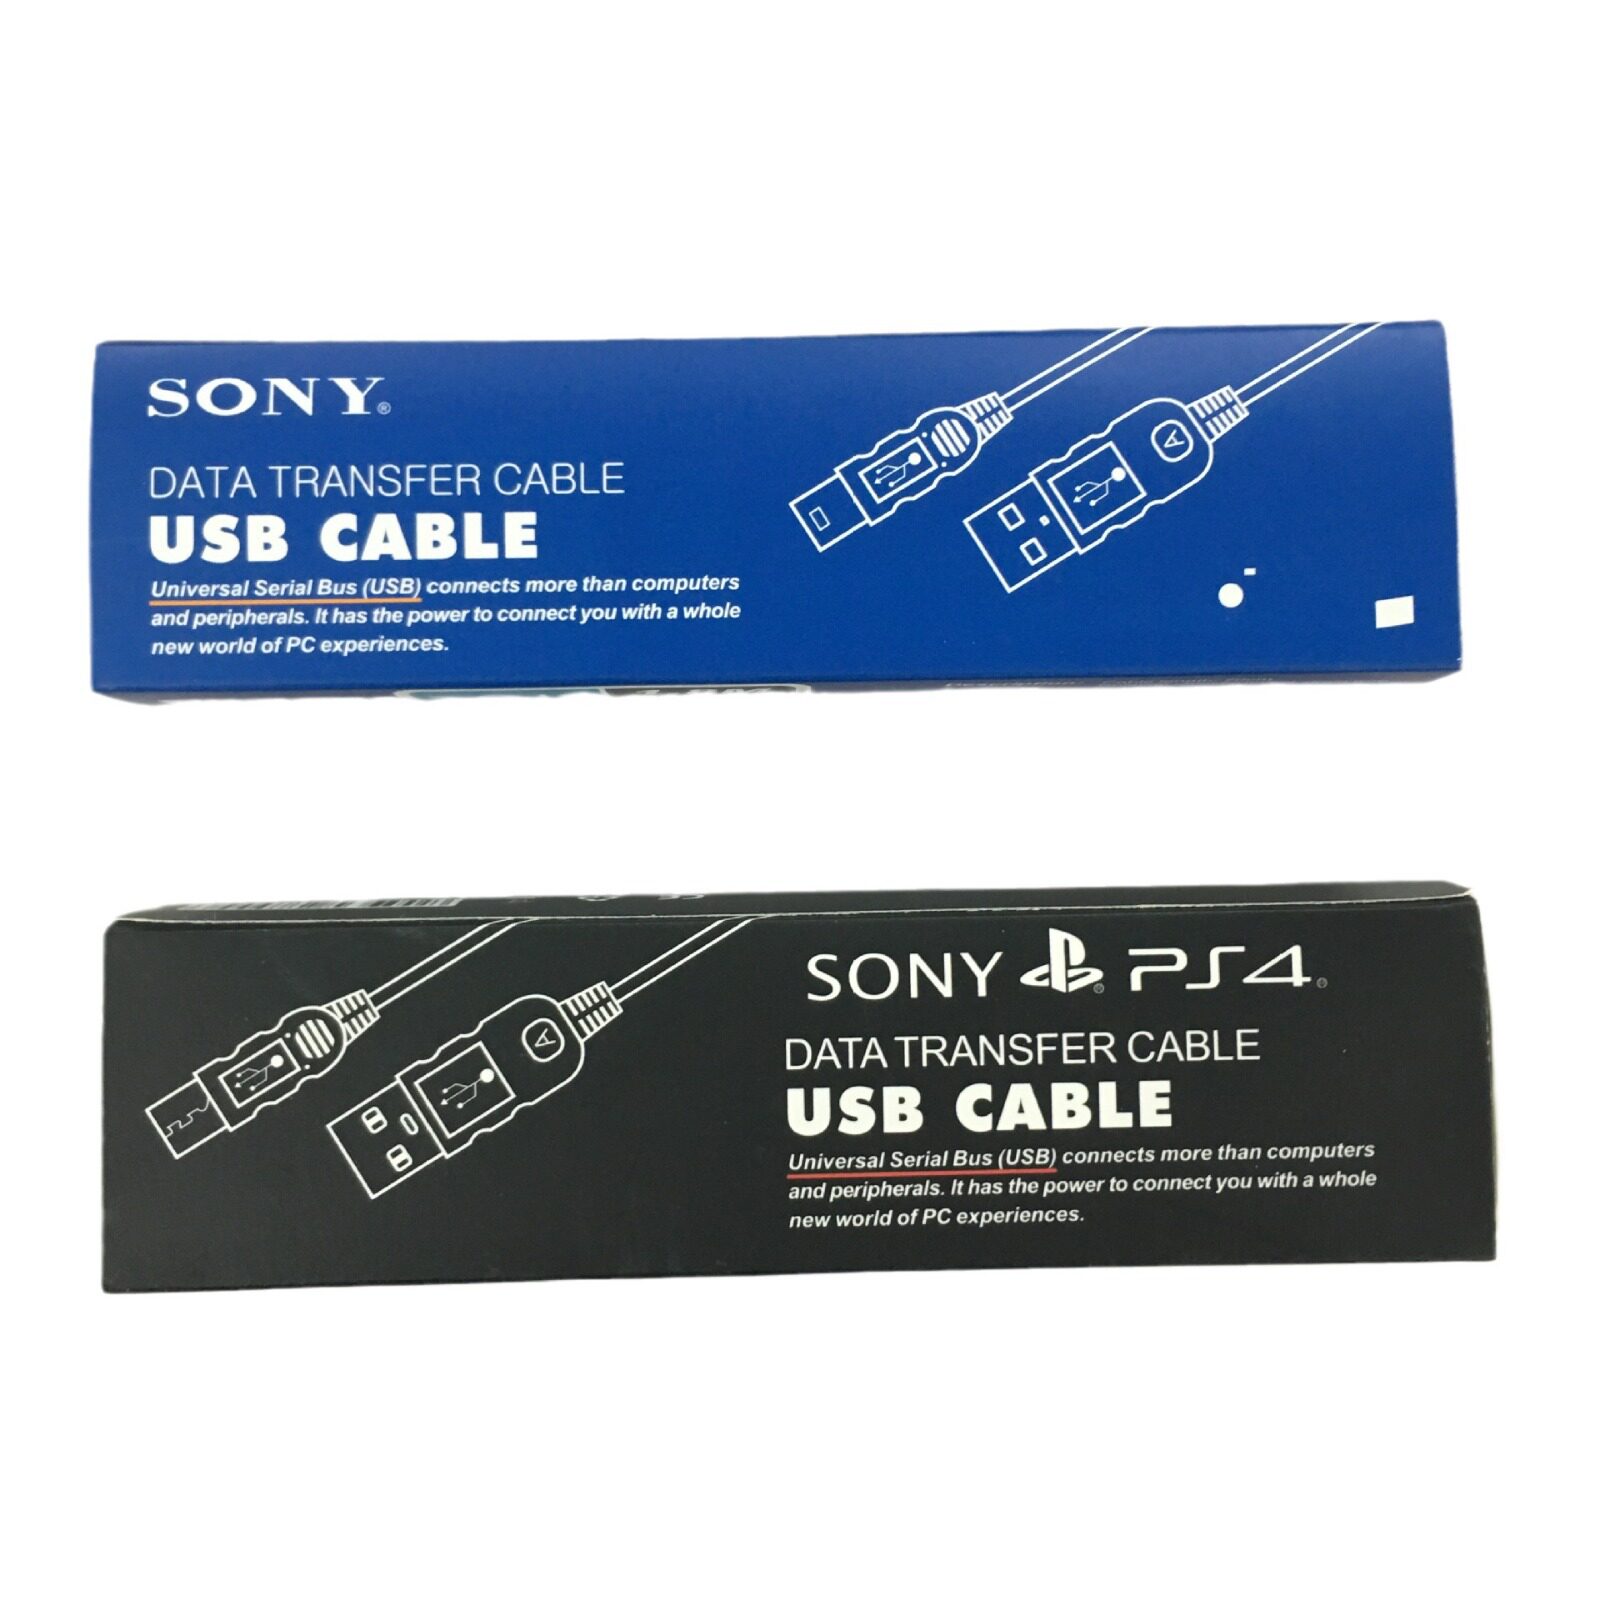 SONY®
DATA TRANSFER CABLE
USB CABLE
Universal Serial Bus (USB) connects more than computers
and peripherals. It has the power to connect you with a whole
new world of PC experiences.
A
A
SONY PS4®
DATA TRANSFER CABLE
USB CABLE
Universal Serial Bus (USB) connects more than computers
and peripherals. It has the power to connect you with a whole
new world of PC experiences.